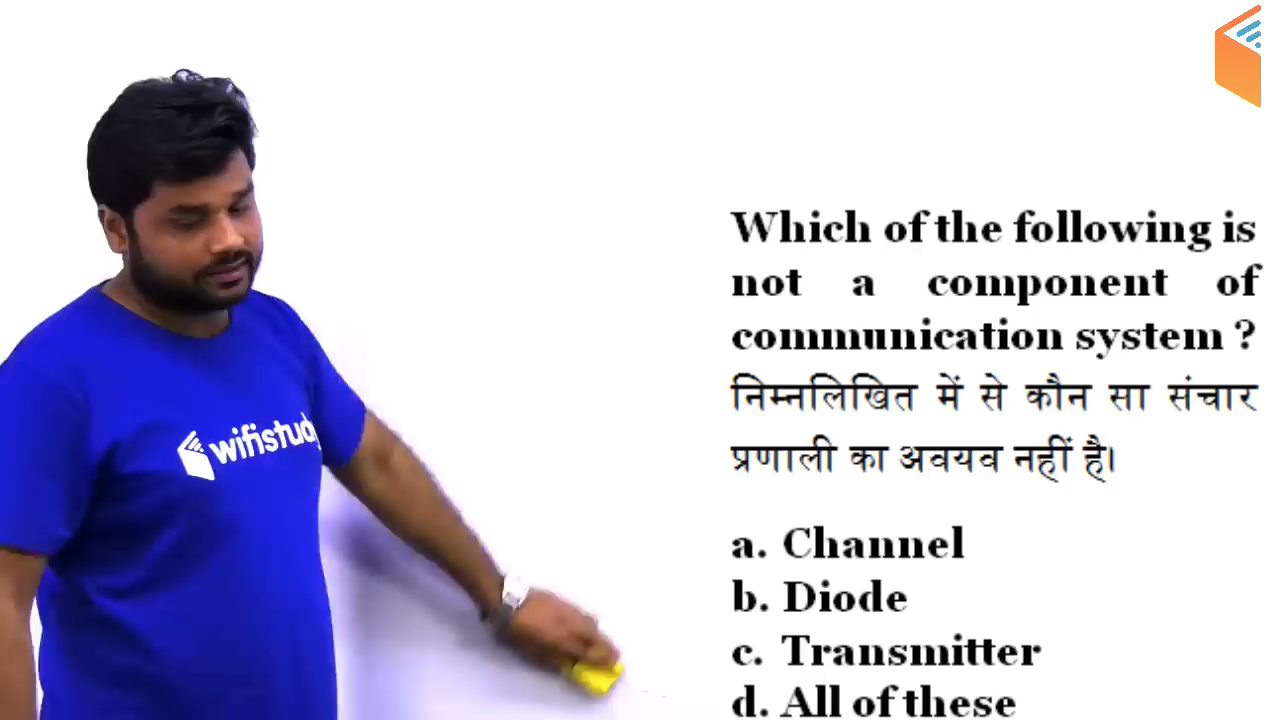 wifistudy
Which of the following is
not a component of
communication system ?
निम्नलिखित में से कौन सा संचार
प्रणाली का अवयव नहीं है।
a. Channel
b. Diode
c. Transmitter
d. All of these